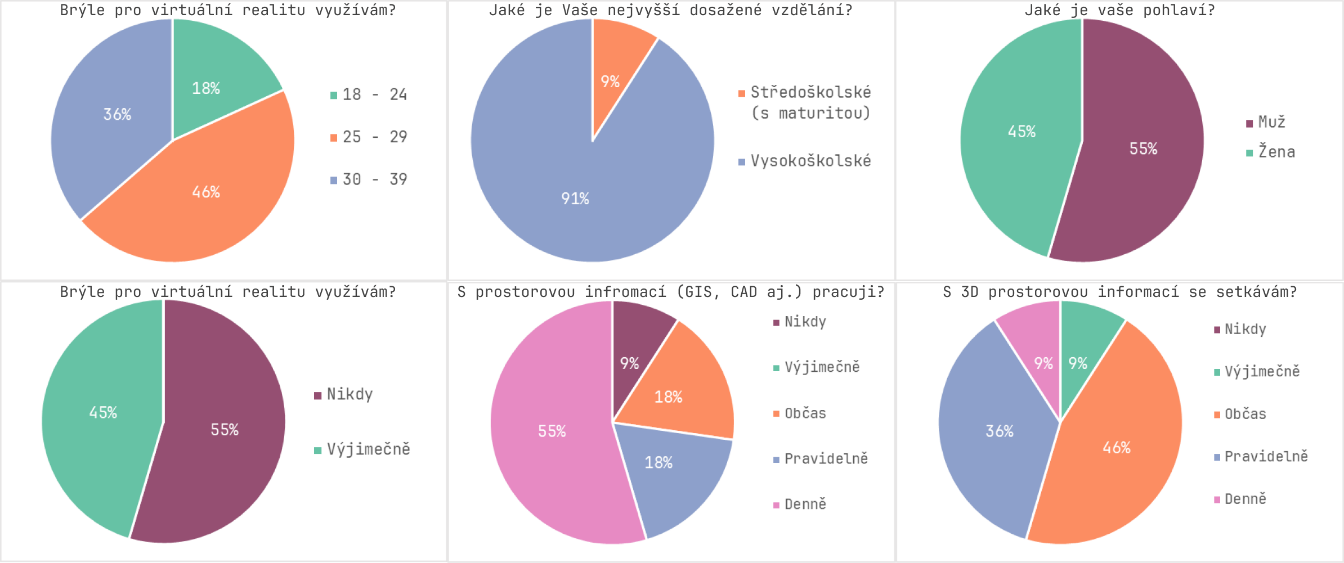 Brýle pro virtuální realitu využívám?
18%
36%
46%
18 - 24
25 - 29
30 - 39
Jaké je Vaše nejvyšší dosažené vzdělání?
9%
91%
Středoškolské
(s maturitou)
Vysokoškolské
Jaké je vaše pohlaví?
45%
55%
Muž
Žena
Brýle pro virtuální realitu využívám?
45%
55%
Nikdy
Výjimečně
S prostorovou infromací (GIS, CAD aj.) pracuji?
9%
18%
55%
18%
Nikdy
Výjimečně
Občas
Pravidelně
Denně
S 3D prostorovou informací se setkávám?
9%
9%
36%
46%
Nikdy
Výjimečně
Občas
Pravidelně
Denně